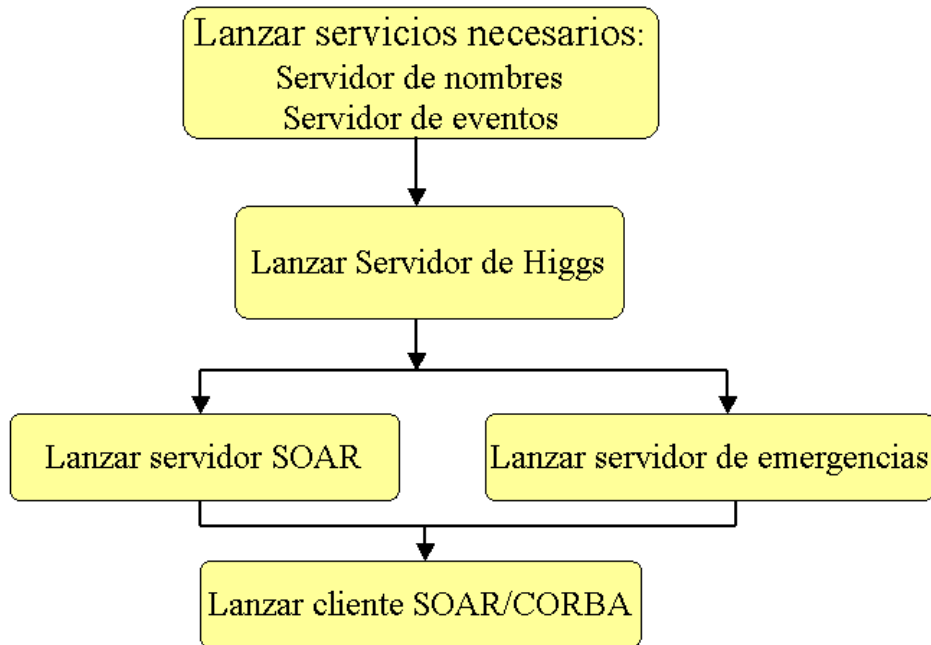 Lanzar servicios necesarios:
Servidor de nombres
Servidor de eventos
Lanzar Servidor de Higgs
Lanzar servidor SOAR
Lanzar servidor de emergencias
Lanzar cliente SOAR/CORBA